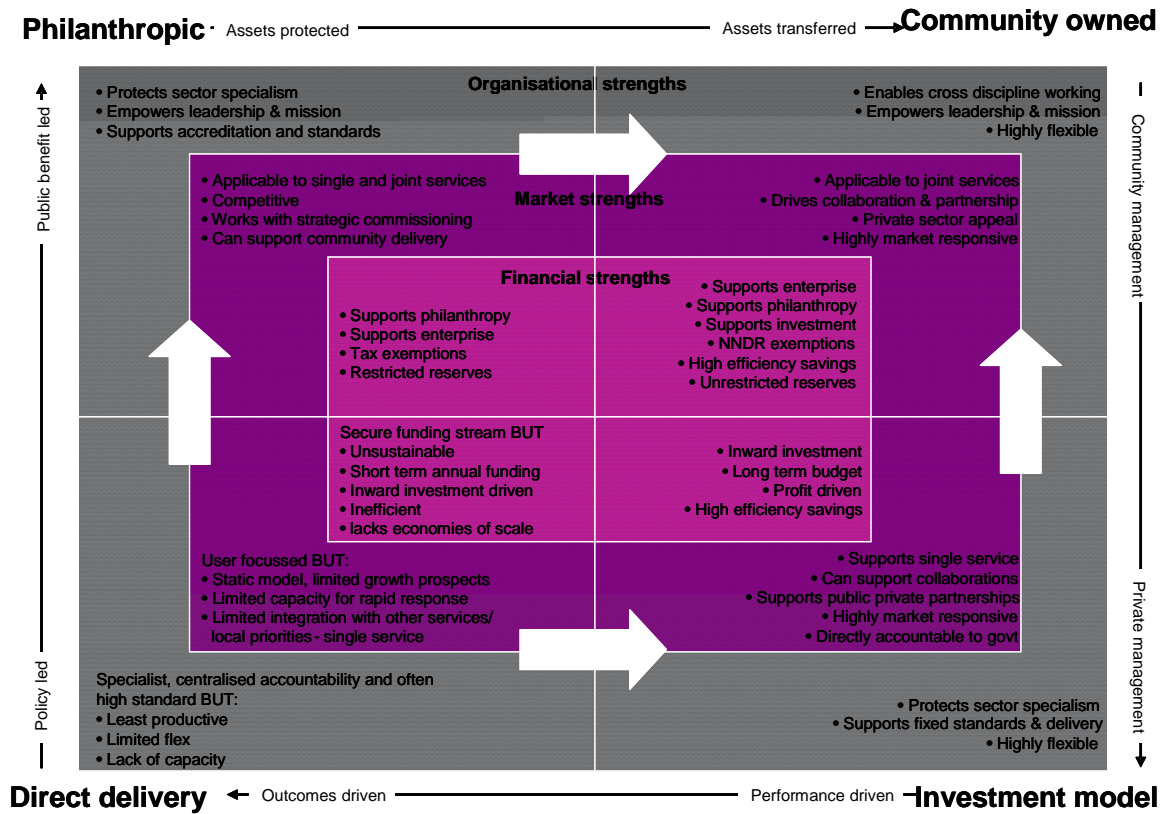 Philanthropic
Assets protected
Assets transferred
Community owned
Public benefit led
Policy led
Community management
Private management
Organisational strengths
• Protects sector specialism
• Empowers leadership & mission
• Supports accreditation and standards
• Enables cross discipline working
• Empowers leadership & mission
• Highly flexible
Market strengths
• Applicable to single and joint services
• Competitive
• Works with strategic commissioning
• Can support community delivery
• Applicable to joint services
• Drives collaboration & partnership
• Private sector appeal
• Highly market responsive
Financial strengths
• Supports philanthropy
• Supports enterprise
• Tax exemptions
• Restricted reserves
• Supports enterprise
• Supports philanthropy
• Supports investment
• NNDR exemptions
• High efficiency savings
• Unrestricted reserves
Secure funding stream BUT
• Unsustainable
• Short term annual funding
• Inward investment driven
• Inefficient
• lacks economies of scale
• Inward investment
• Long term budget
• Profit driven
• High efficiency savings
User focussed BUT:
• Static model, limited growth prospects
• Limited capacity for rapid response
• Limited integration with other services/
local priorities - single service
• Supports single service
• Can support collaborations
• Supports public private partnerships
• Highly market responsive
• Directly accountable to govt
Specialist, centralised accountability and often
high standard BUT:
• Least productive
• Limited flex
• Lack of capacity
• Protects sector specialism
• Supports fixed standards & delivery
• Highly flexible
Direct delivery
Outcomes driven
Performance driven
Investment model